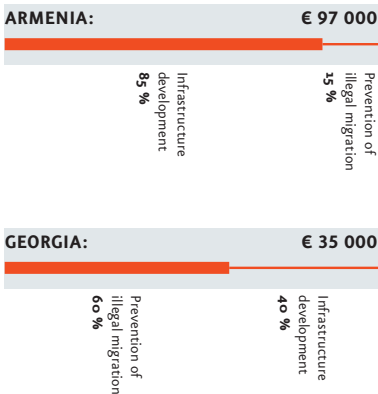 ARMENIA: € 97 000
Infrastructure
development
85 %
Prevention of
illegal migration
15 %
GEORGIA: € 35 000
Prevention of
illegal migration
60 %
Infrastructure
development
40 %